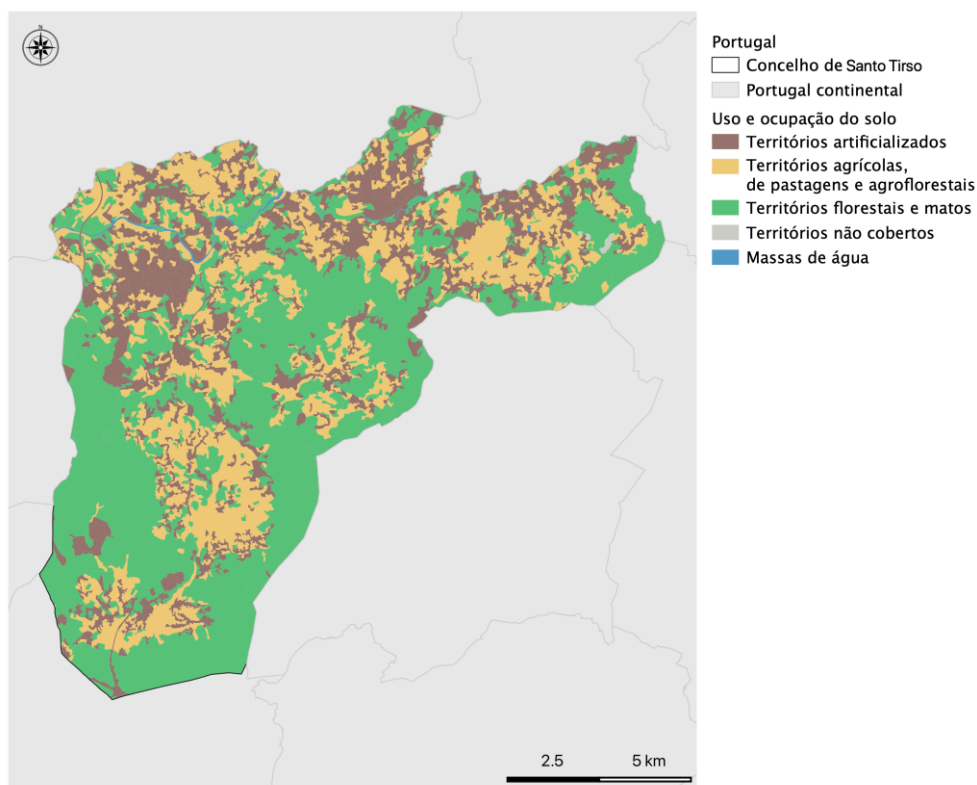 N
Portugal
Concelho de Santo Tirso
Portugal continental
Uso e ocupação do solo
Territórios artificializados
Territórios agrícolas,
de pastagens e agroflorestais
Territórios florestais e matos
Territórios não cobertos
Massas de água
2.5 5 km